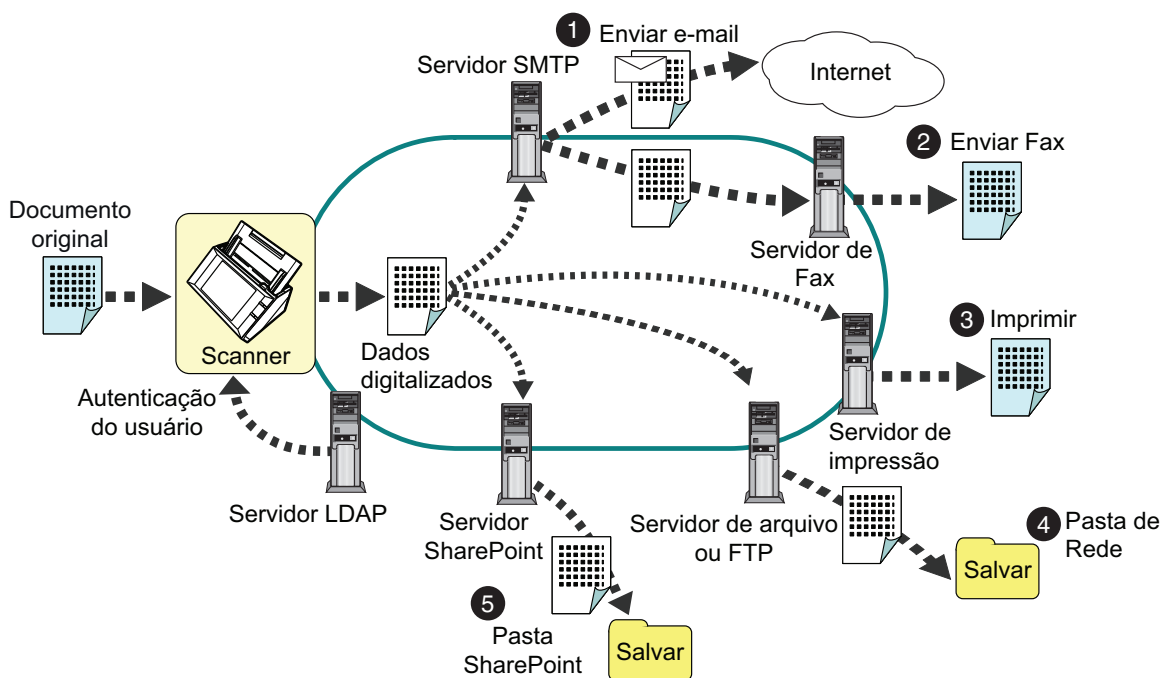 1 Enviar e-mail
Servidor SMTP
Internet
2 Enviar Fax
Documento
original
Servidor de
Fax
3 Imprimir
Scanner
Dados
digitalizados
Autenticação
do usuário
Servidor de
impressão
Servidor LDAP
Servidor
SharePoint
Servidor de arquivo
ou FTP
4 Pasta de
Rede
Salvar
5
Pasta
SharePoint
Salvar